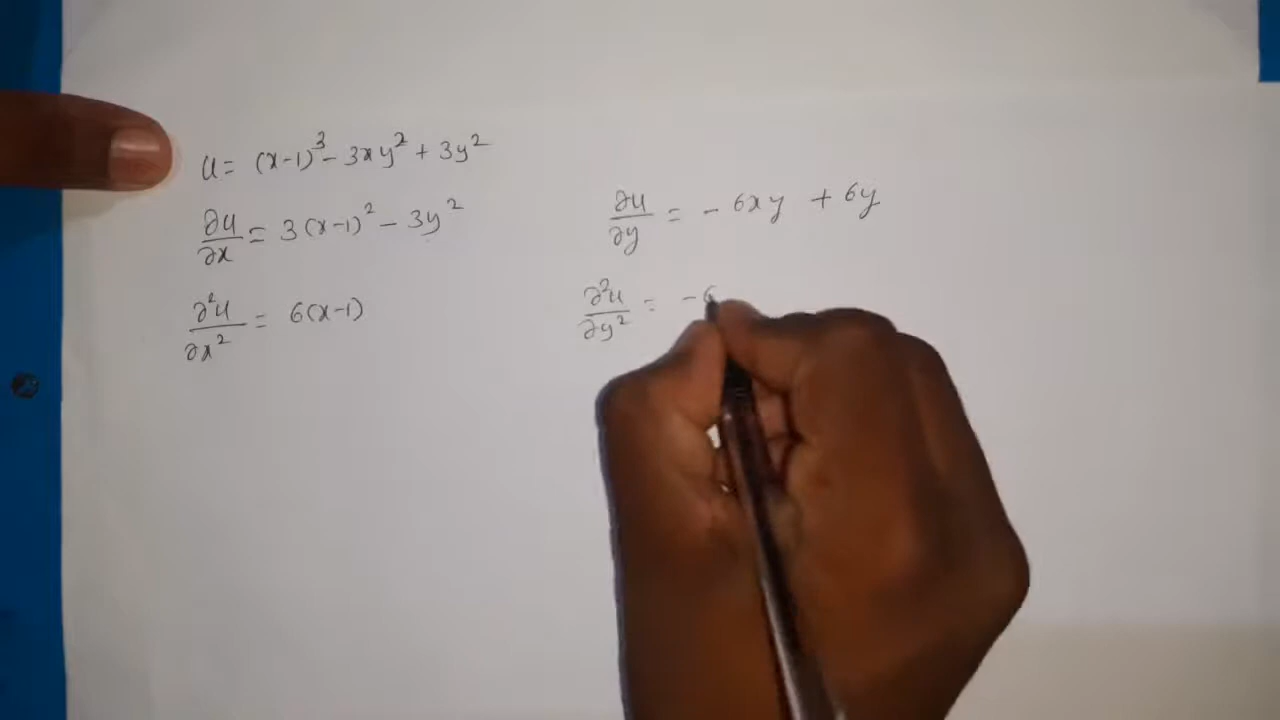 u = (x-1)³ - 3xy² + 3y²
∂u/∂x = 3(x-1)² - 3y²
∂²u/∂x² = 6(x-1)
∂u/∂y = - 6xy + 6y
∂²u/∂y² = -6